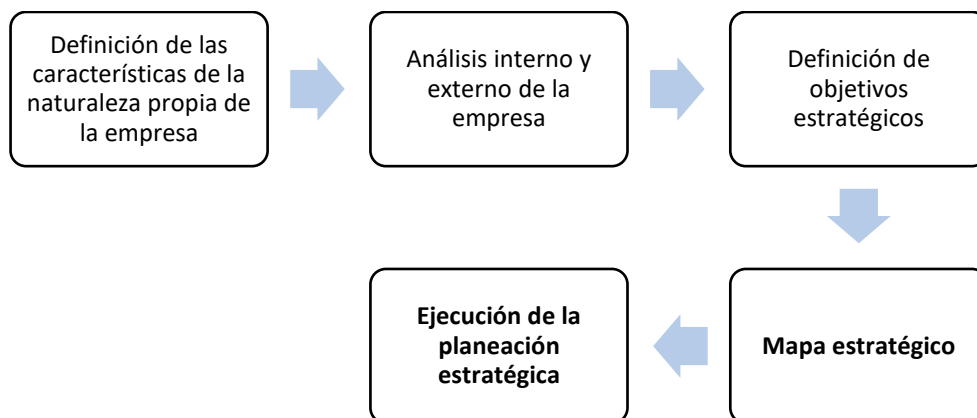 Definición de las
características de la
naturaleza propia de
la empresa
Análisis interno y
externo de la
empresa
Definición de
objetivos
estratégicos
Mapa estratégico
Ejecución de la
planeación
estratégica